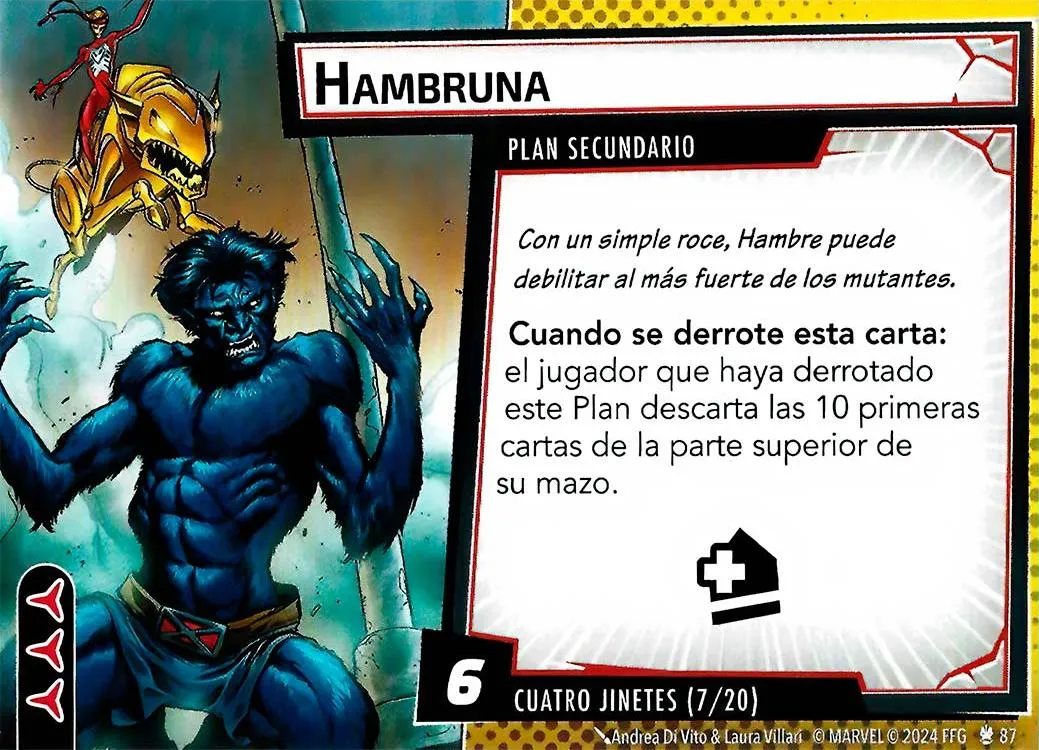 HAMBRUNA
PLAN SECUNDARIO
Con un simple roce, Hambre puede
debilitar al más fuerte de los mutantes.
Cuando se derrote esta carta:
el jugador que haya derrotado
este Plan descarta las 10 primeras
cartas de la parte superior de
su mazo.
6
CUATRO JINETES (7/20)
Andrea Di Vito & Laura Villari © MARVEL © 2024 FFG 87